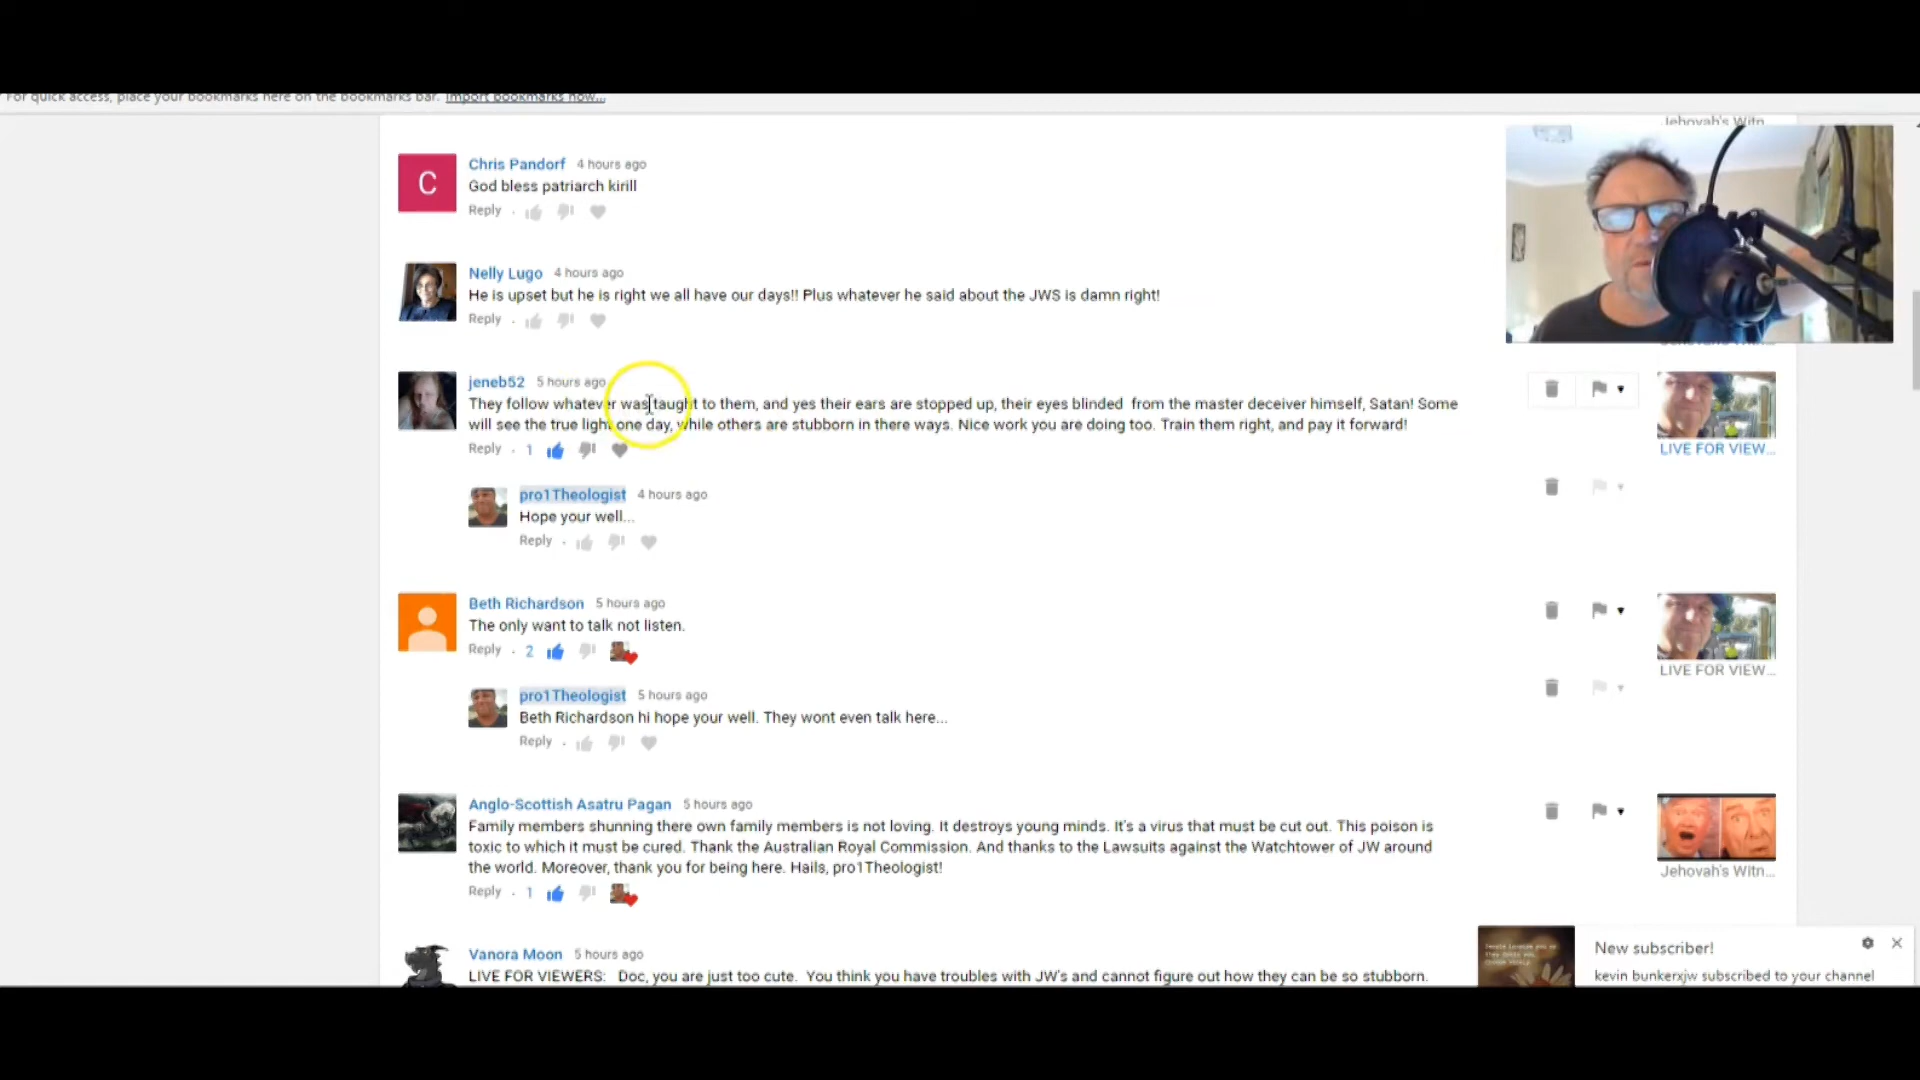 For quick access, place your bookmarks here on the bookmarks bar. Import bookmarks now...
Jehovah's Witn
C
Chris Pandorf 4 hours ago
God bless patriarch kirill
Reply
Nelly Lugo 4 hours ago
He is upset but he is right we all have our days!! Plus whatever he said about the JWS is damn right!
Reply
jeneb52 5 hours ago
They follow whatever was taught to them, and yes their ears are stopped up, their eyes blinded from the master deceiver himself, Satan! Some
will see the true light one day, while others are stubborn in there ways. Nice work you are doing too. Train them right, and pay it forward!
Reply 1
LIVE FOR VIEW...
pro1Theologist 4 hours ago
Hope your well...
Reply
Beth Richardson 5 hours ago
The only want to talk not listen.
Reply 2
LIVE FOR VIEW...
pro1Theologist 5 hours ago
Beth Richardson hi hope your well. They wont even talk here...
Reply
Anglo-Scottish Asatru Pagan 5 hours ago
Family members shunning there own family members is not loving. It destroys young minds. It's a virus that must be cut out. This poison is
toxic to which it must be cured. Thank the Australian Royal Commission. And thanks to the Lawsuits against the Watchtower of JW around
the world. Moreover, thank you for being here. Hails, pro1Theologist!
Jehovah's Witn...
Reply 1
New subscriber!
Vanora Moon 5 hours ago
LIVE FOR VIEWERS: Doc, you are just too cute. You think you have troubles with JW's and cannot figure out how they can be so stubborn.
kevin bunkerxjw subscribed to your channel